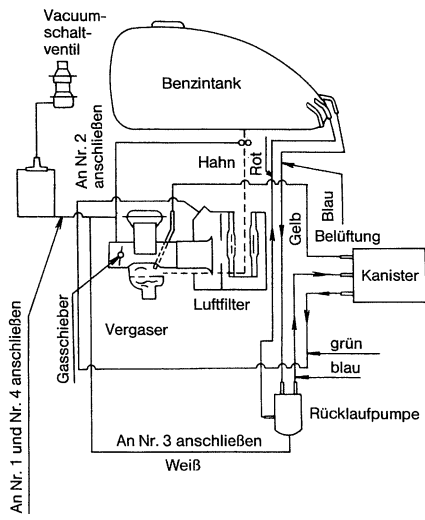 Vacuum-
schalt-
ventil
Benzintank
An Nr. 2
anschließen
Hahn
Rot
Gelb
Blau
Belüftung
Kanister
Luftfilter
Gasschieber
Vergaser
grün
blau
Rücklaufpumpe
An Nr. 3 anschließen
Weiß
An Nr. 1 und Nr. 4 anschließen